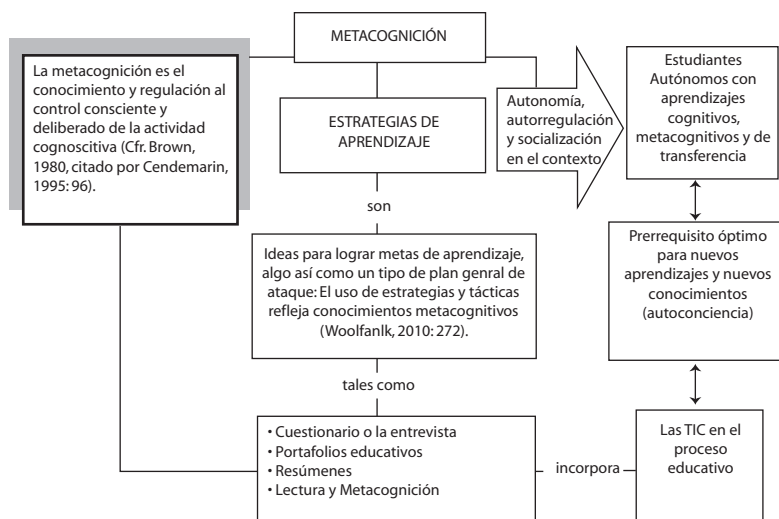 METACOGNICIÓN
La metacognición es el
conocimiento y regulación al
control consciente y
deliberado de la actividad
cognoscitiva (Cfr. Brown,
1980, citado por Cendemarin,
1995: 96).
ESTRATEGIAS DE
APRENDIZAJE
Autonomía,
autorregulación
y socialización
en el contexto
Estudiantes
Autónomos con
aprendizajes
cognitivos,
metacognitivos y de
transferencia
son
Ideas para lograr metas de aprendizaje,
algo así como un tipo de plan genral de
ataque: El uso de estrategias y tácticas
refleja conocimientos metacognitivos
(Woolfanlk, 2010: 272).
Prerrequisito óptimo
para nuevos
aprendizajes y nuevos
conocimientos
(autoconciencia)
tales como
• Cuestionario o la entrevista
• Portafolios educativos
• Resúmenes
• Lectura y Metacognición
incorpora
Las TIC en el
proceso
educativo